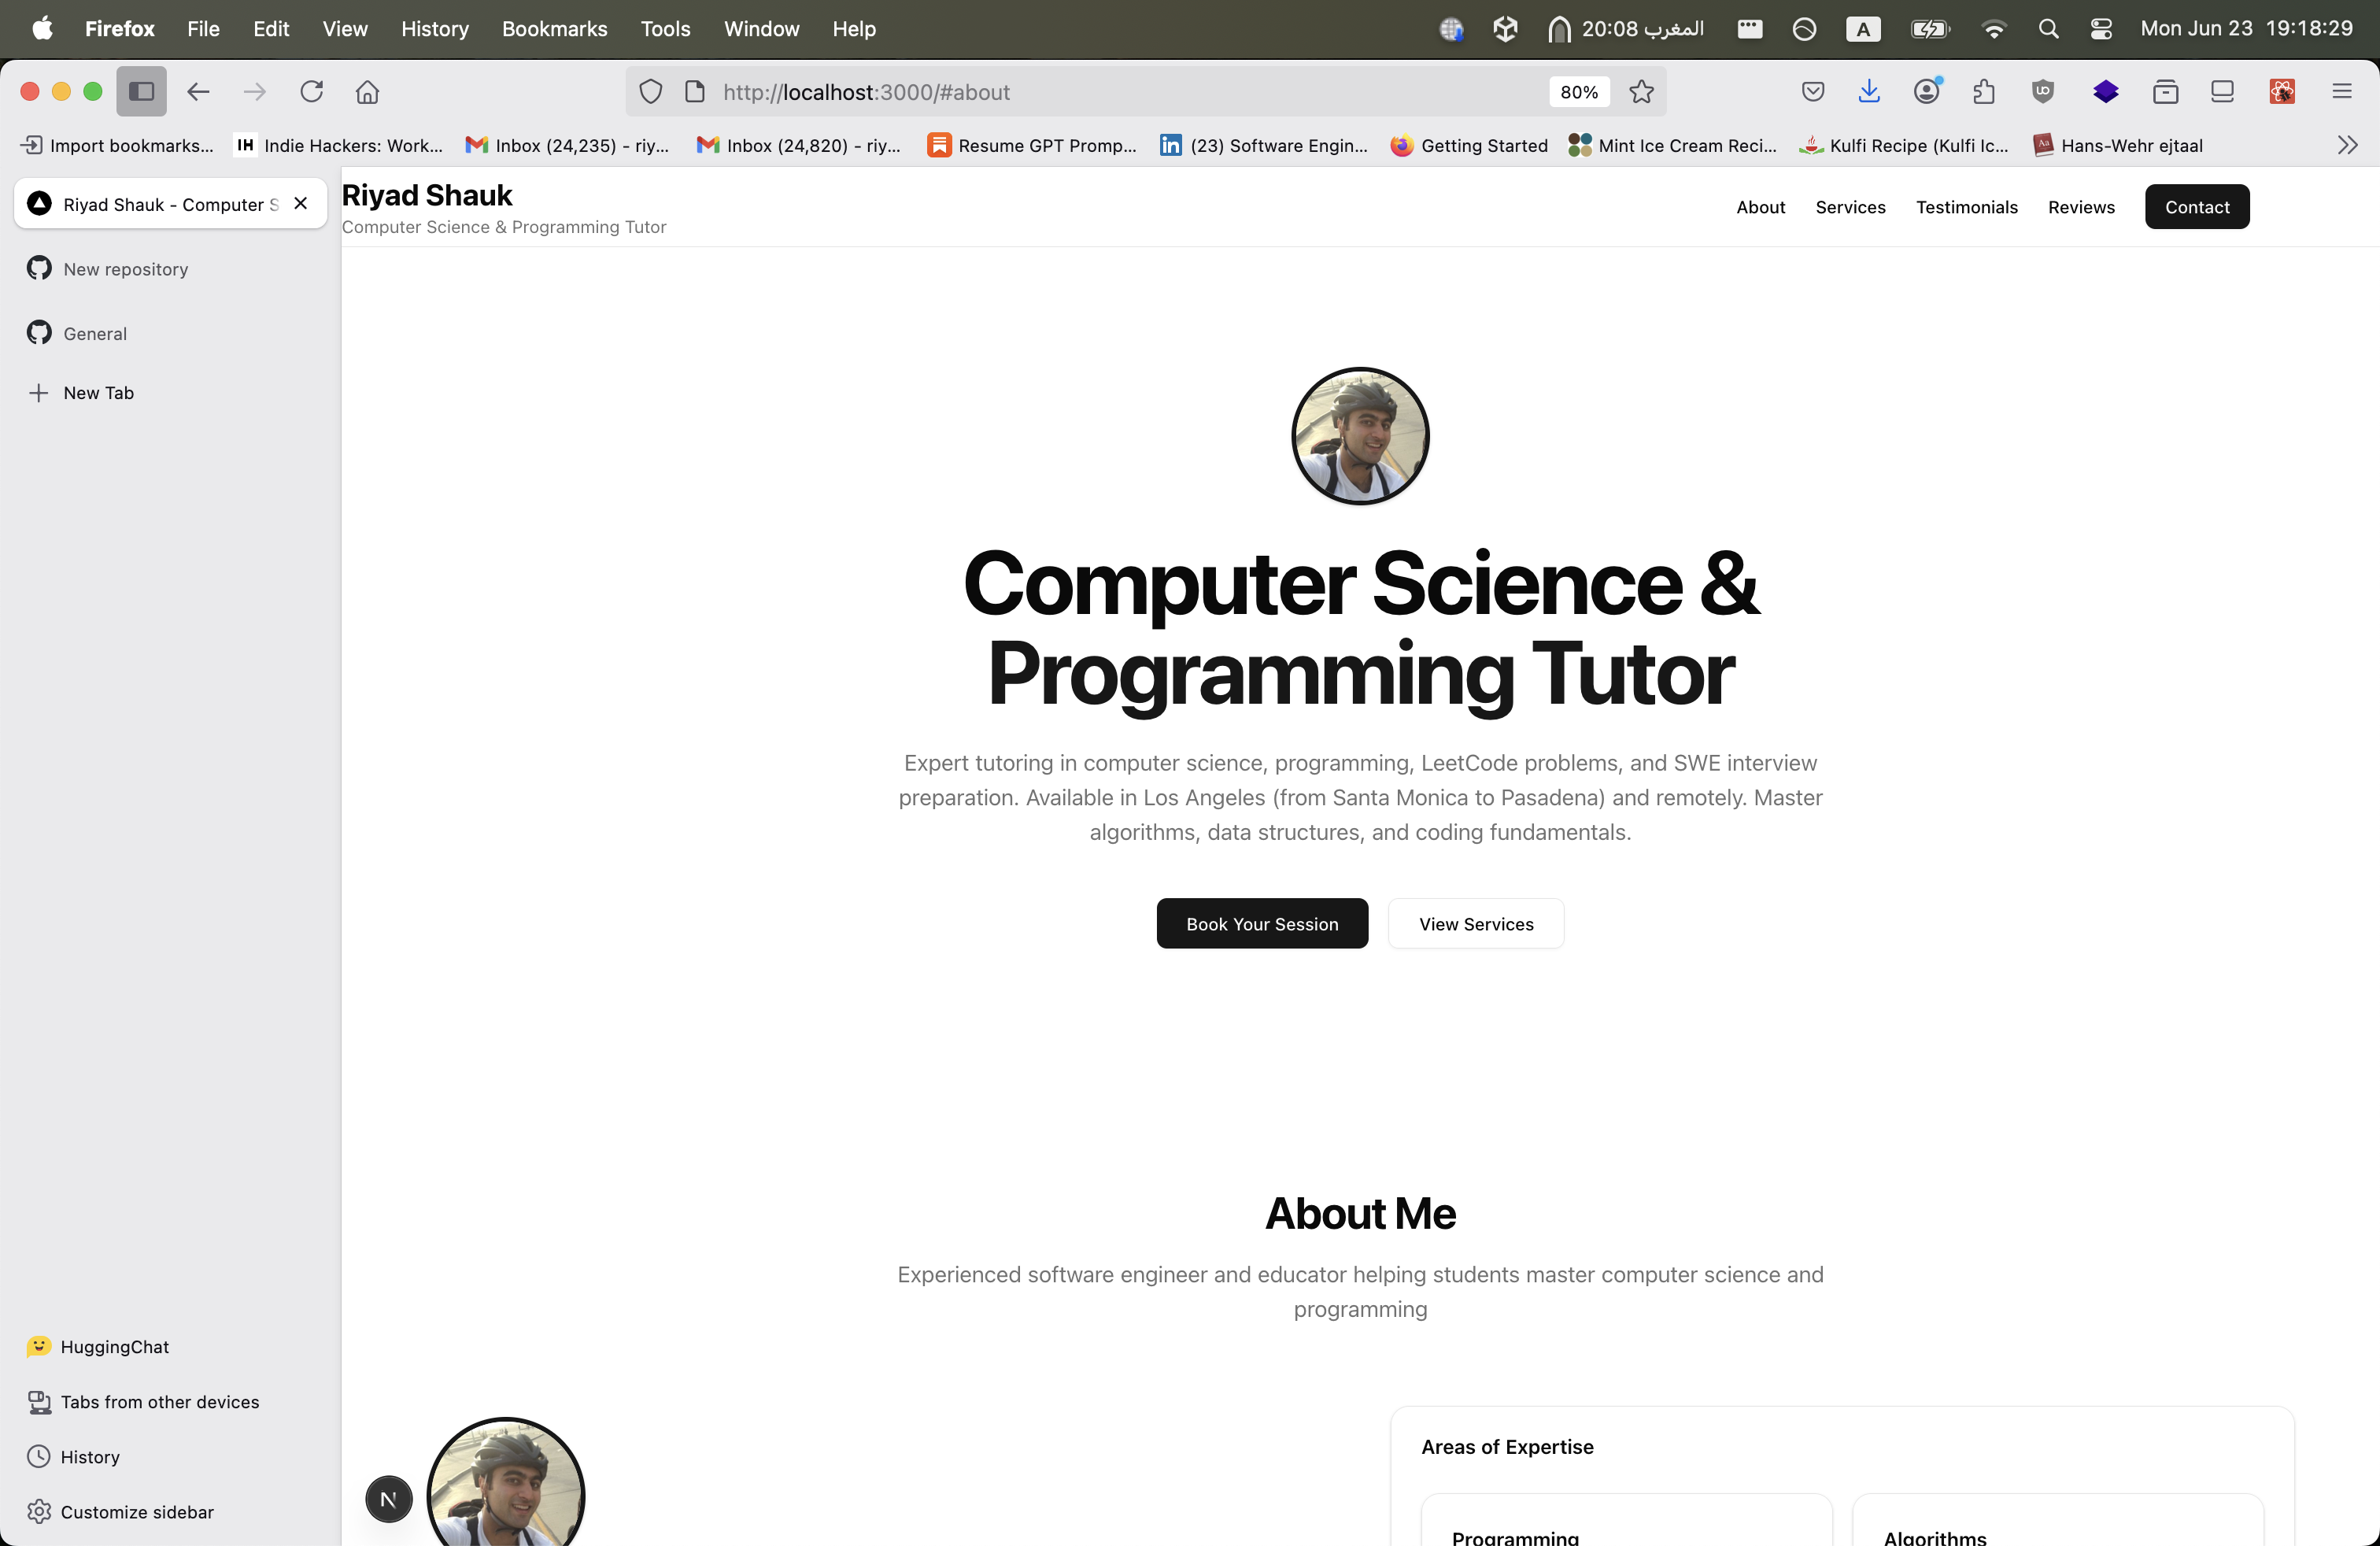 Firefox File Edit View History Bookmarks Tools Window Help 20:08 المغرب A Mon Jun 23 19:18:29
http://localhost:3000/#about 80%
Import bookmarks... IH Indie Hackers: Work... Inbox (24,235) - riy... Inbox (24,820) - riy... Resume GPT Promp... in (23) Software Engin... Getting Started Mint Ice Cream Reci... Kulfi Recipe (Kulfi Ic... Hans-Wehr ejtaal
Riyad Shauk - Computer S
New repository
General
New Tab
HuggingChat
Tabs from other devices
History
Customize sidebar
Riyad Shauk
Computer Science & Programming Tutor
About Services Testimonials Reviews Contact
Computer Science &
Programming Tutor
Expert tutoring in computer science, programming, LeetCode problems, and SWE interview
preparation. Available in Los Angeles (from Santa Monica to Pasadena) and remotely. Master
algorithms, data structures, and coding fundamentals.
Book Your Session View Services
About Me
Experienced software engineer and educator helping students master computer science and
programming
N
Areas of Expertise
Programming Algorithms